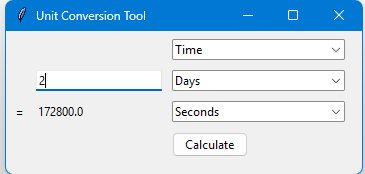 Unit Conversion Tool
Time
2 Days
= 172800.0 Seconds
Calculate